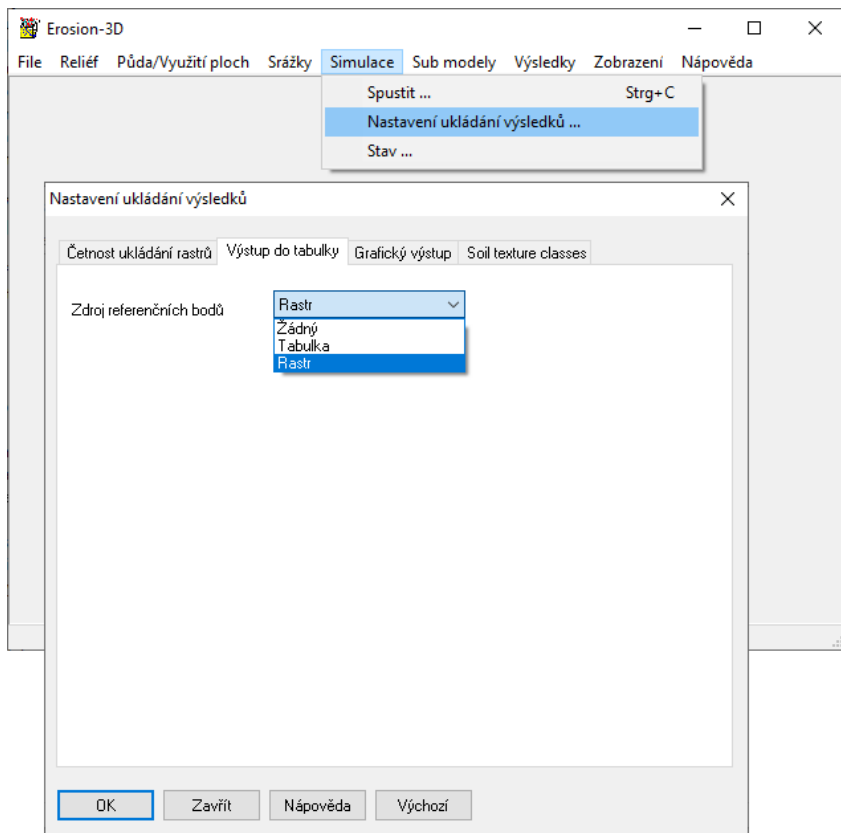 Erosion-3D
File Reliéf Půda/Využití ploch Srážky Simulace Sub modely Výsledky Zobrazení Nápověda
Spustit ... Strg+C
Nastavení ukládání výsledků ...
Stav ...
Nastavení ukládání výsledků
Četnost ukládání rastrů Výstup do tabulky Grafický výstup Soil texture classes
Zdroj referenčních bodů Rastr
Žádný
Tabulka
Rastr
OK Zavřít Nápověda Výchozí